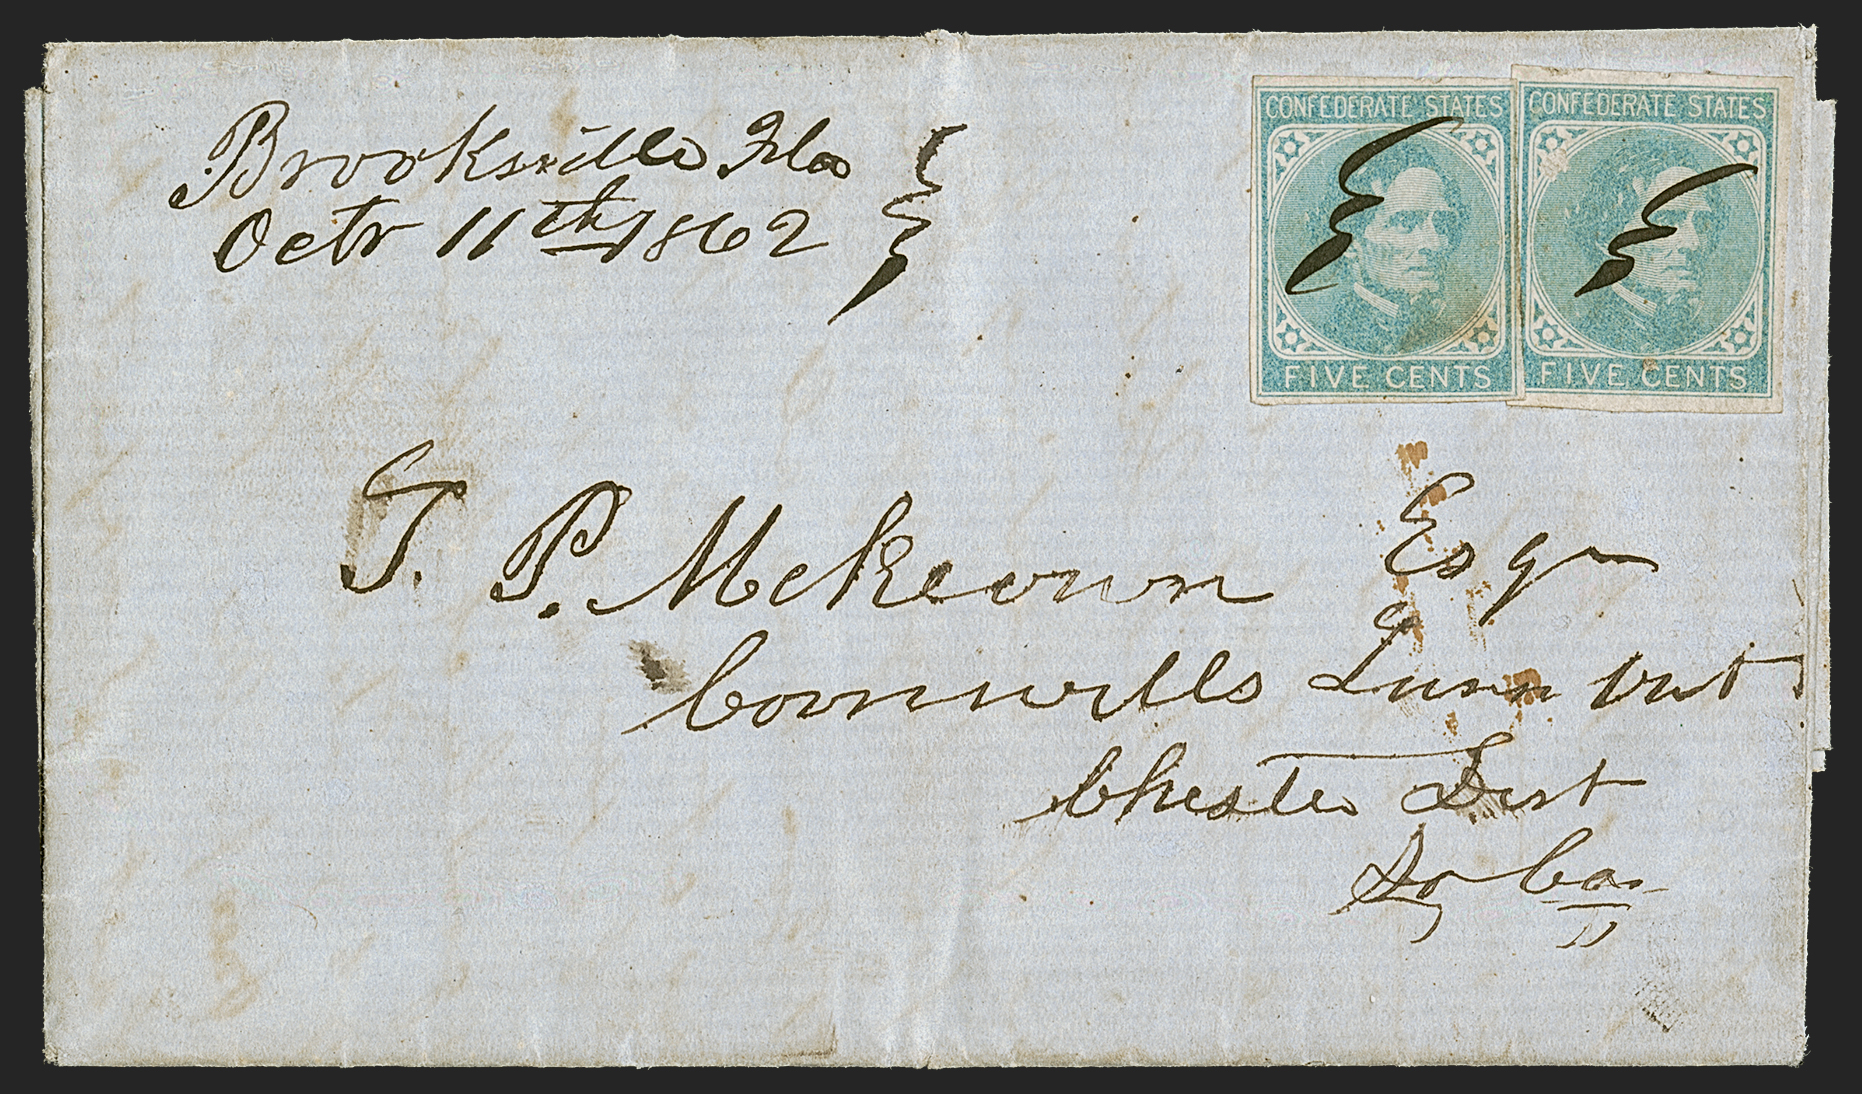 Brooksville Fla
Octr 11th 1862
CONFEDERATE STATES
FIVE CENTS
CONFEDERATE STATES
FIVE CENTS
T. P. McKeown Esqr
Cornwells Turn Out
Chester Dist
So Ca